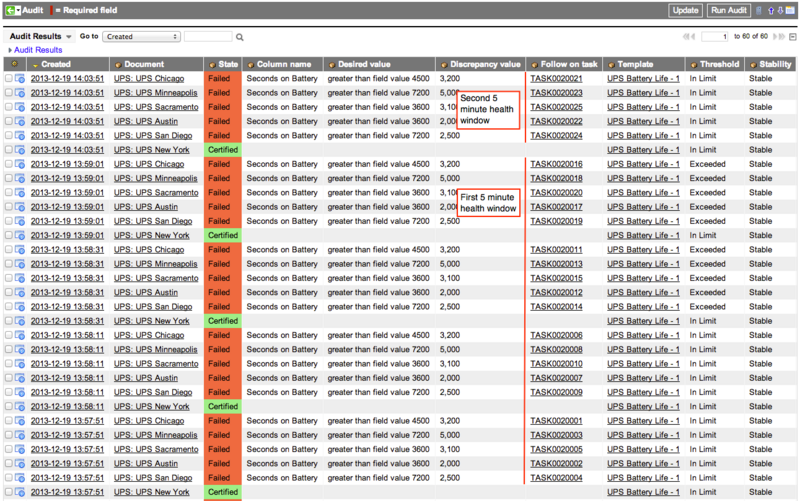 Audit = Required field Update Run Audit
Audit Results Go to Created 1 to 60 of 60
Audit Results
Created Document State Column name Desired value Discrepancy value Follow on task Template Threshold Stability
2013-12-19 14:03:51 UPS: UPS Chicago Failed Seconds on Battery greater than field value 4500 3,200 TASK0020021 UPS Battery Life - 1 In Limit Stable
2013-12-19 14:03:51 UPS: UPS Minneapolis Failed Seconds on Battery greater than field value 7200 5,000 TASK0020023 UPS Battery Life - 1 In Limit Stable
2013-12-19 14:03:51 UPS: UPS Sacramento Failed Seconds on Battery greater than field value 3600 3,100 TASK0020025 UPS Battery Life - 1 In Limit Stable
2013-12-19 14:03:51 UPS: UPS Austin Failed Seconds on Battery greater than field value 3600 2,000 TASK0020022 UPS Battery Life - 1 In Limit Stable
2013-12-19 14:03:51 UPS: UPS San Diego Failed Seconds on Battery greater than field value 7200 2,500 TASK0020024 UPS Battery Life - 1 In Limit Stable
Second 5
minute health
window
2013-12-19 14:03:51 UPS: UPS New York Certified UPS Battery Life - 1 In Limit Stable
2013-12-19 13:59:01 UPS: UPS Chicago Failed Seconds on Battery greater than field value 4500 3,200 TASK0020016 UPS Battery Life - 1 Exceeded Stable
2013-12-19 13:59:01 UPS: UPS Minneapolis Failed Seconds on Battery greater than field value 7200 5,000 TASK0020018 UPS Battery Life - 1 Exceeded Stable
2013-12-19 13:59:01 UPS: UPS Sacramento Failed Seconds on Battery greater than field value 3600 3,100 TASK0020020 UPS Battery Life - 1 Exceeded Stable
2013-12-19 13:59:01 UPS: UPS Austin Failed Seconds on Battery greater than field value 3600 2,000 TASK0020017 UPS Battery Life - 1 Exceeded Stable
2013-12-19 13:59:01 UPS: UPS San Diego Failed Seconds on Battery greater than field value 7200 2,500 TASK0020019 UPS Battery Life - 1 Exceeded Stable
First 5 minute
health window
2013-12-19 13:59:01 UPS: UPS New York Certified UPS Battery Life - 1 In Limit Stable
2013-12-19 13:58:31 UPS: UPS Chicago Failed Seconds on Battery greater than field value 4500 3,200 TASK0020011 UPS Battery Life - 1 Exceeded Stable
2013-12-19 13:58:31 UPS: UPS Minneapolis Failed Seconds on Battery greater than field value 7200 5,000 TASK0020013 UPS Battery Life - 1 Exceeded Stable
2013-12-19 13:58:31 UPS: UPS Sacramento Failed Seconds on Battery greater than field value 3600 3,100 TASK0020015 UPS Battery Life - 1 Exceeded Stable
2013-12-19 13:58:31 UPS: UPS Austin Failed Seconds on Battery greater than field value 3600 2,000 TASK0020012 UPS Battery Life - 1 Exceeded Stable
2013-12-19 13:58:31 UPS: UPS San Diego Failed Seconds on Battery greater than field value 7200 2,500 TASK0020014 UPS Battery Life - 1 Exceeded Stable
2013-12-19 13:58:31 UPS: UPS New York Certified UPS Battery Life - 1 In Limit Stable
2013-12-19 13:58:11 UPS: UPS Chicago Failed Seconds on Battery greater than field value 4500 3,200 TASK0020006 UPS Battery Life - 1 In Limit Stable
2013-12-19 13:58:11 UPS: UPS Minneapolis Failed Seconds on Battery greater than field value 7200 5,000 TASK0020008 UPS Battery Life - 1 In Limit Stable
2013-12-19 13:58:11 UPS: UPS Sacramento Failed Seconds on Battery greater than field value 3600 3,100 TASK0020010 UPS Battery Life - 1 In Limit Stable
2013-12-19 13:58:11 UPS: UPS Austin Failed Seconds on Battery greater than field value 3600 2,000 TASK0020007 UPS Battery Life - 1 In Limit Stable
2013-12-19 13:58:11 UPS: UPS San Diego Failed Seconds on Battery greater than field value 7200 2,500 TASK0020009 UPS Battery Life - 1 In Limit Stable
2013-12-19 13:58:11 UPS: UPS New York Certified UPS Battery Life - 1 In Limit Stable
2013-12-19 13:57:51 UPS: UPS Chicago Failed Seconds on Battery greater than field value 4500 3,200 TASK0020001 UPS Battery Life - 1 In Limit Stable
2013-12-19 13:57:51 UPS: UPS Minneapolis Failed Seconds on Battery greater than field value 7200 5,000 TASK0020003 UPS Battery Life - 1 In Limit Stable
2013-12-19 13:57:51 UPS: UPS Sacramento Failed Seconds on Battery greater than field value 3600 3,100 TASK0020005 UPS Battery Life - 1 In Limit Stable
2013-12-19 13:57:51 UPS: UPS Austin Failed Seconds on Battery greater than field value 3600 2,000 TASK0020002 UPS Battery Life - 1 In Limit Stable
2013-12-19 13:57:51 UPS: UPS San Diego Failed Seconds on Battery greater than field value 7200 2,500 TASK0020004 UPS Battery Life - 1 In Limit Stable
2013-12-19 13:57:51 UPS: UPS New York Certified UPS Battery Life - 1 In Limit Stable